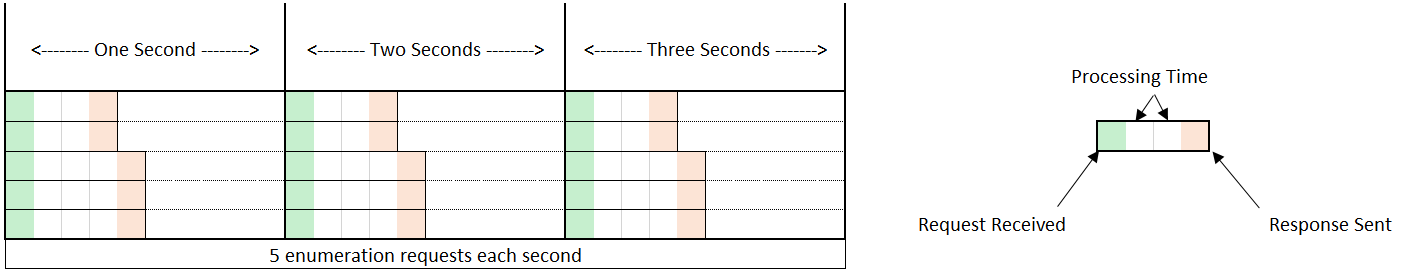 <-------- One Second -------->
<-------- Two Seconds -------->
<-------- Three Seconds ------->
5 enumeration requests each second
Processing Time
Request Received
Response Sent